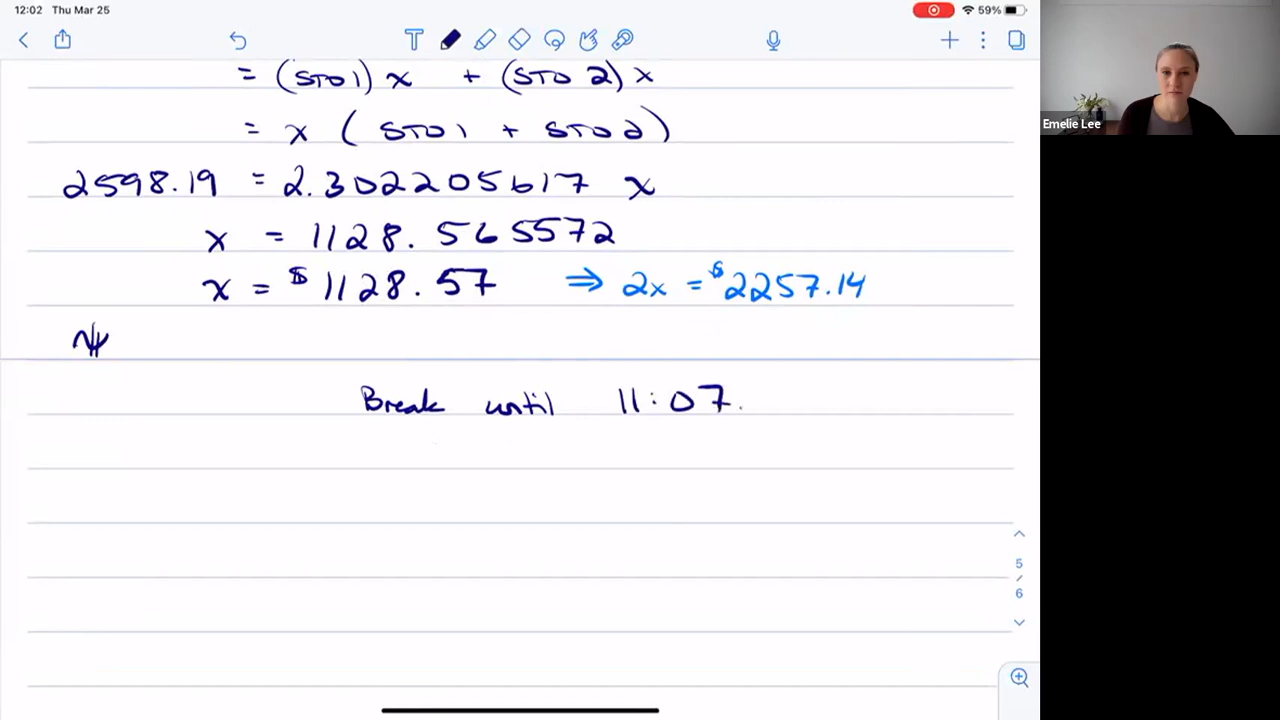 12:02 Thu Mar 25
59%
= (STO 1) x + (STO 2) x
= x (STO 1 + STO 2)
2598.19 = 2.3022205617 x
x = 1128.565572
x = $1128.57 ⇒ 2x = $2257.14
Break until 11:07.
5
/
6
Emelie Lee